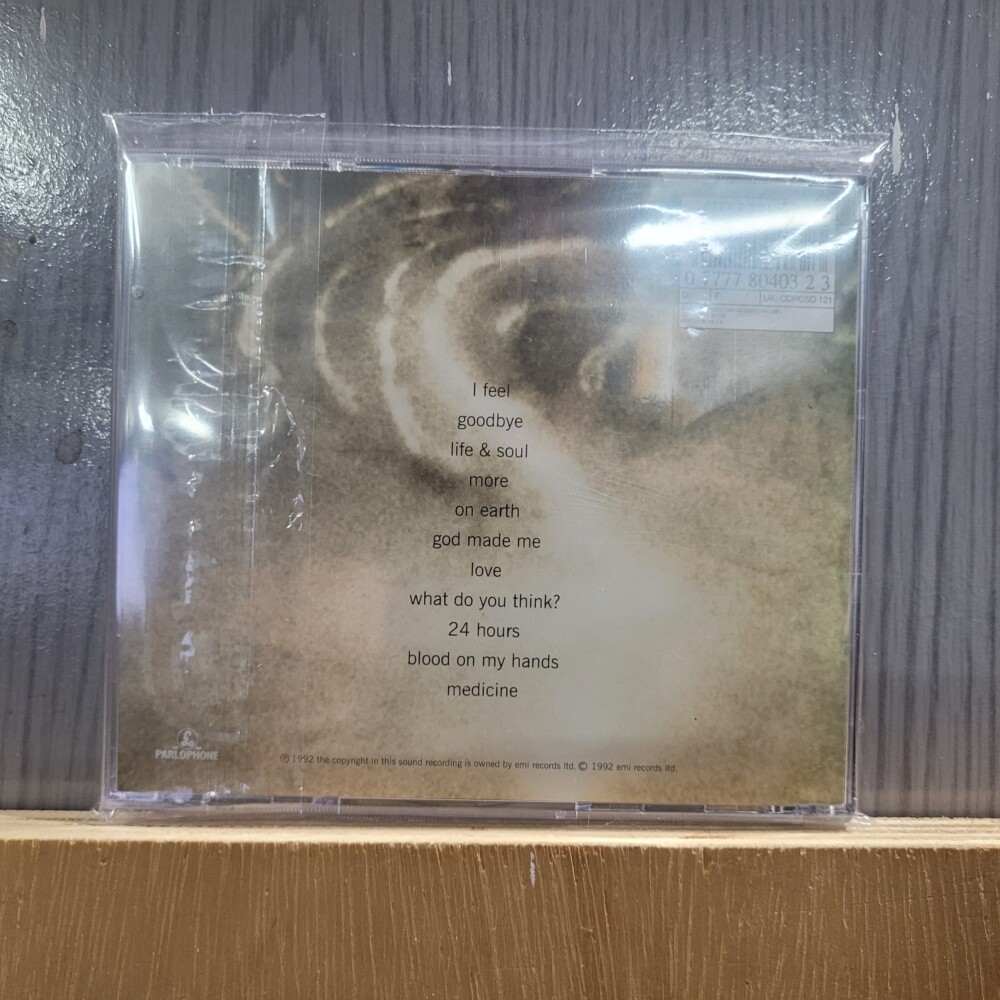 0 777 80403 2 3
UK: CDPCSD 121
I feel
goodbye
life & soul
more
on earth
god made me
love
what do you think?
24 hours
blood on my hands
medicine
PARLOPHONE
℗ 1992 the copyright in this sound recording is owned by emi records ltd. © 1992 emi records ltd.